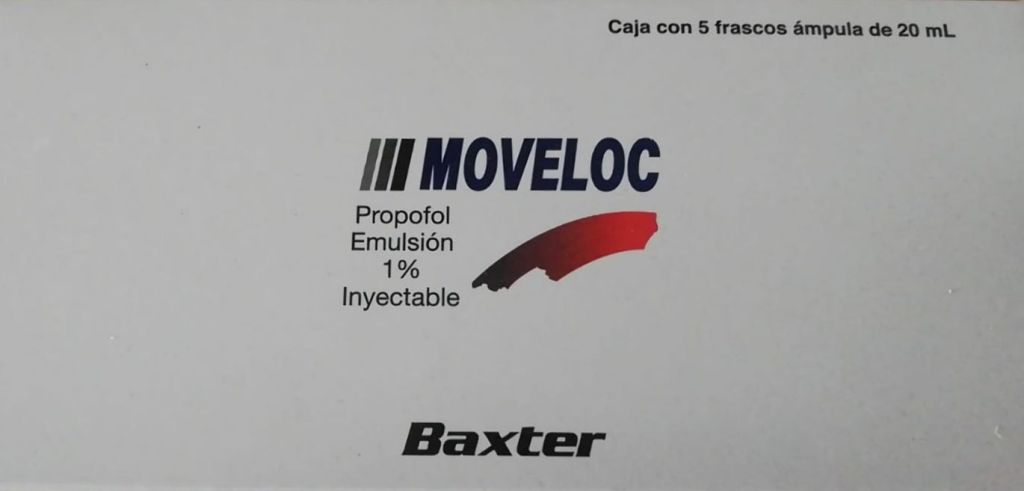 Caja con 5 frascos ámpula de 20 mL
MOVELOC
Propofol
Emulsión
1%
Inyectable
Baxter